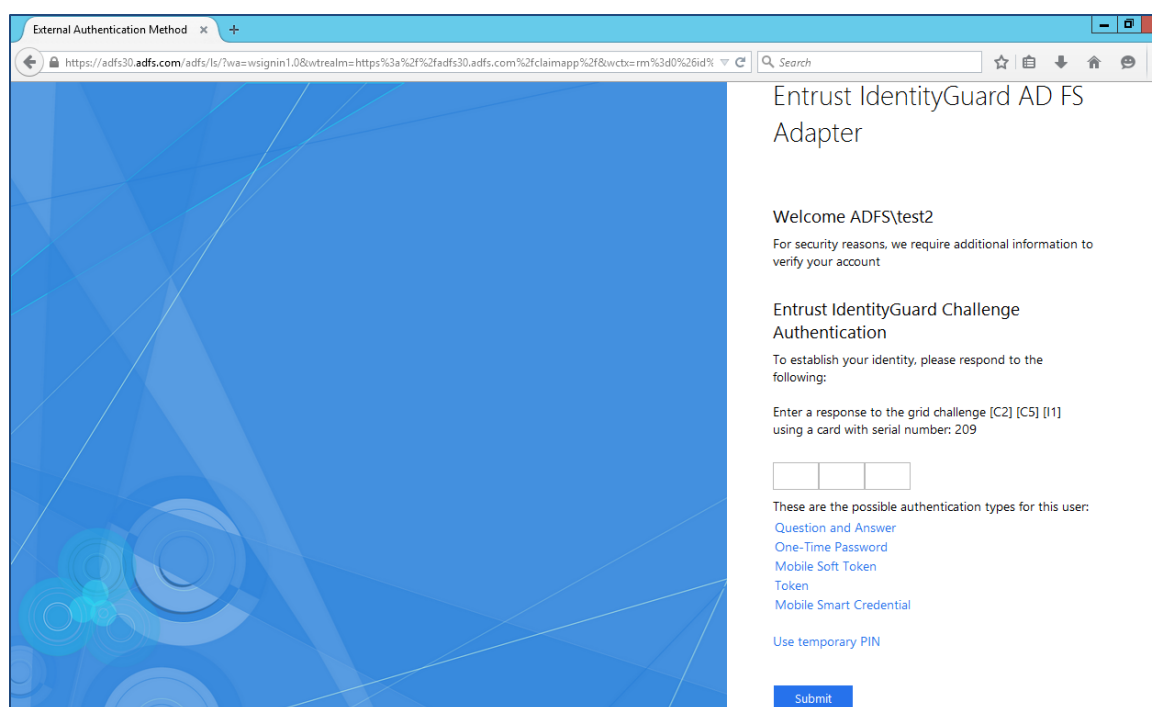 External Authentication Method
https://adfs30.adfs.com/adfs/ls/?wa=wsignin1.0&wtrealm=https%3a%2f%2fadfs30.adfs.com%2fclaimapp%2f&wctx=rm%3d0%26id%
Search
Entrust IdentityGuard AD FS
Adapter
Welcome ADFS\test2
For security reasons, we require additional information to
verify your account
Entrust IdentityGuard Challenge
Authentication
To establish your identity, please respond to the
following:
Enter a response to the grid challenge [C2] [C5] [I1]
using a card with serial number: 209
These are the possible authentication types for this user:
Question and Answer
One-Time Password
Mobile Soft Token
Token
Mobile Smart Credential
Use temporary PIN
Submit